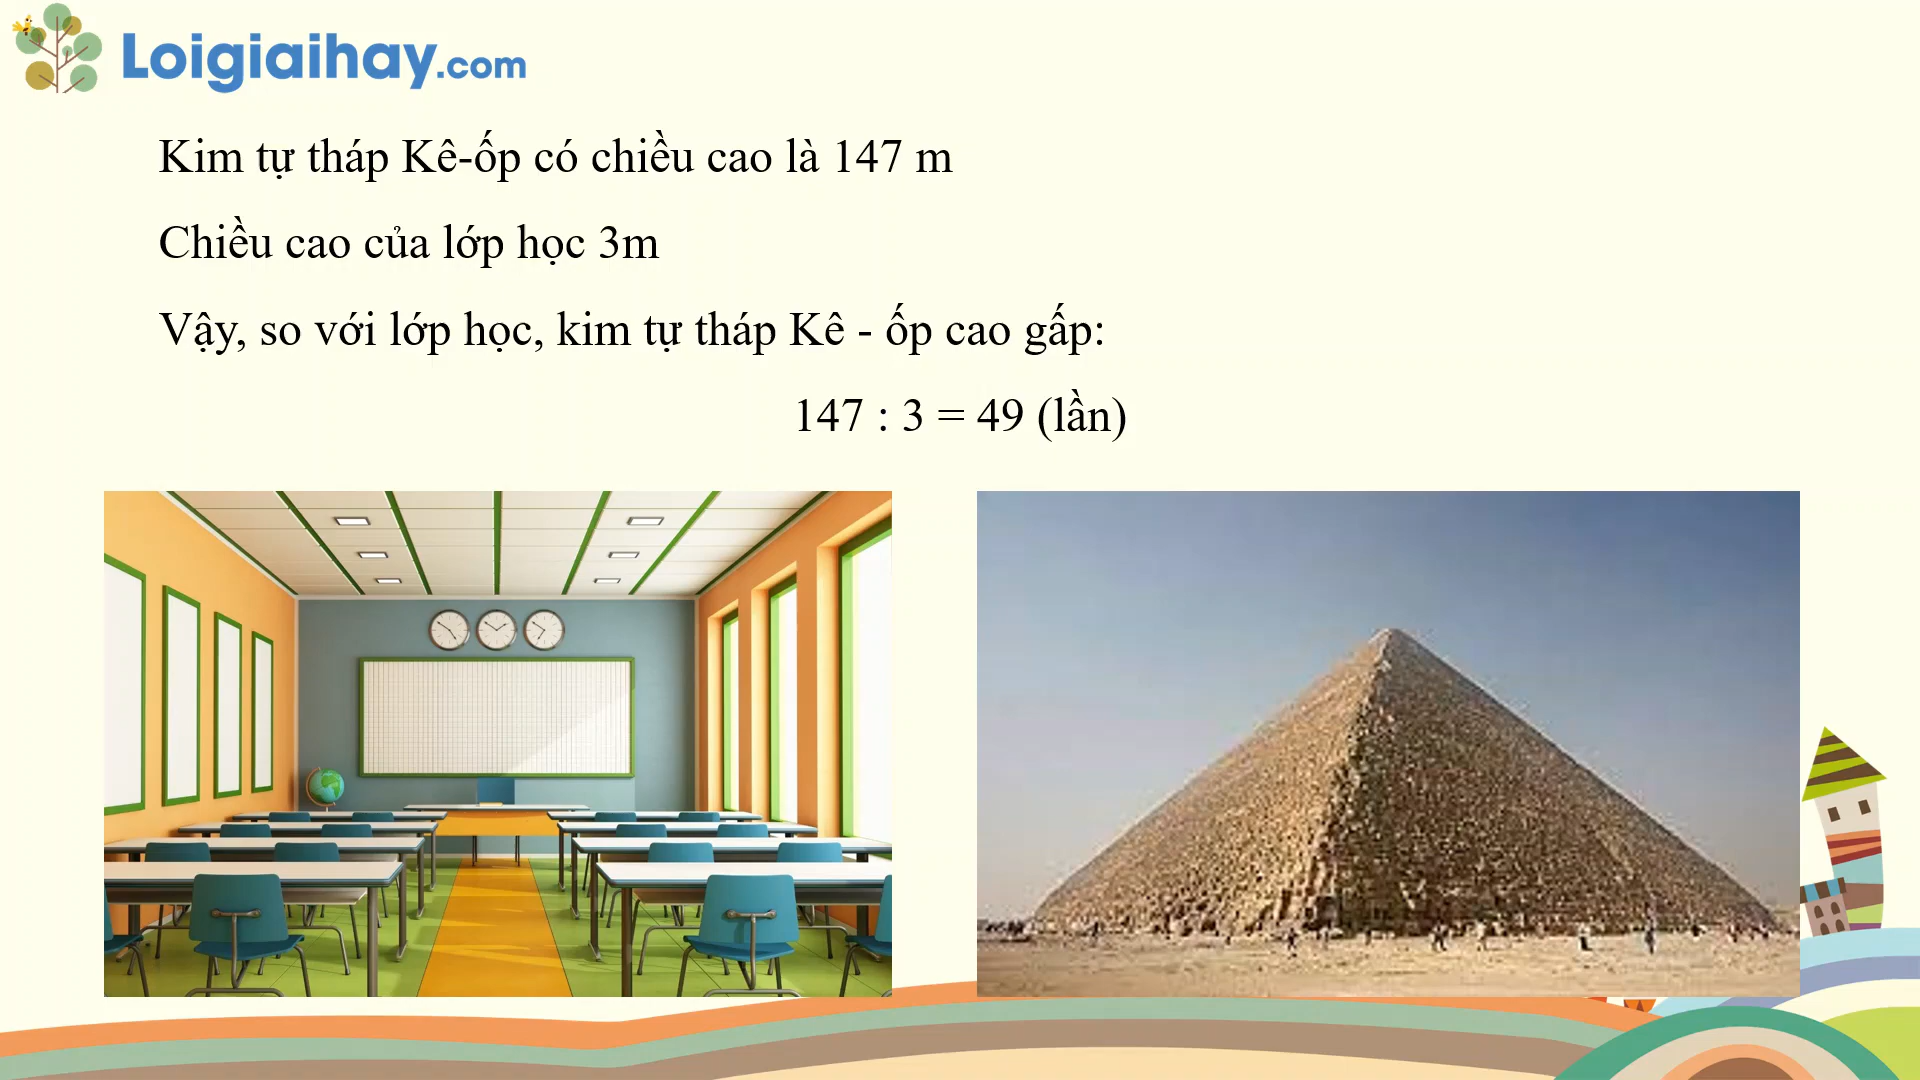 Loigiaihay.com
Kim tự tháp Kê-ốp có chiều cao là 147 m
Chiều cao của lớp học 3m
Vậy, so với lớp học, kim tự tháp Kê - ốp cao gấp:
147 : 3 = 49 (lần)